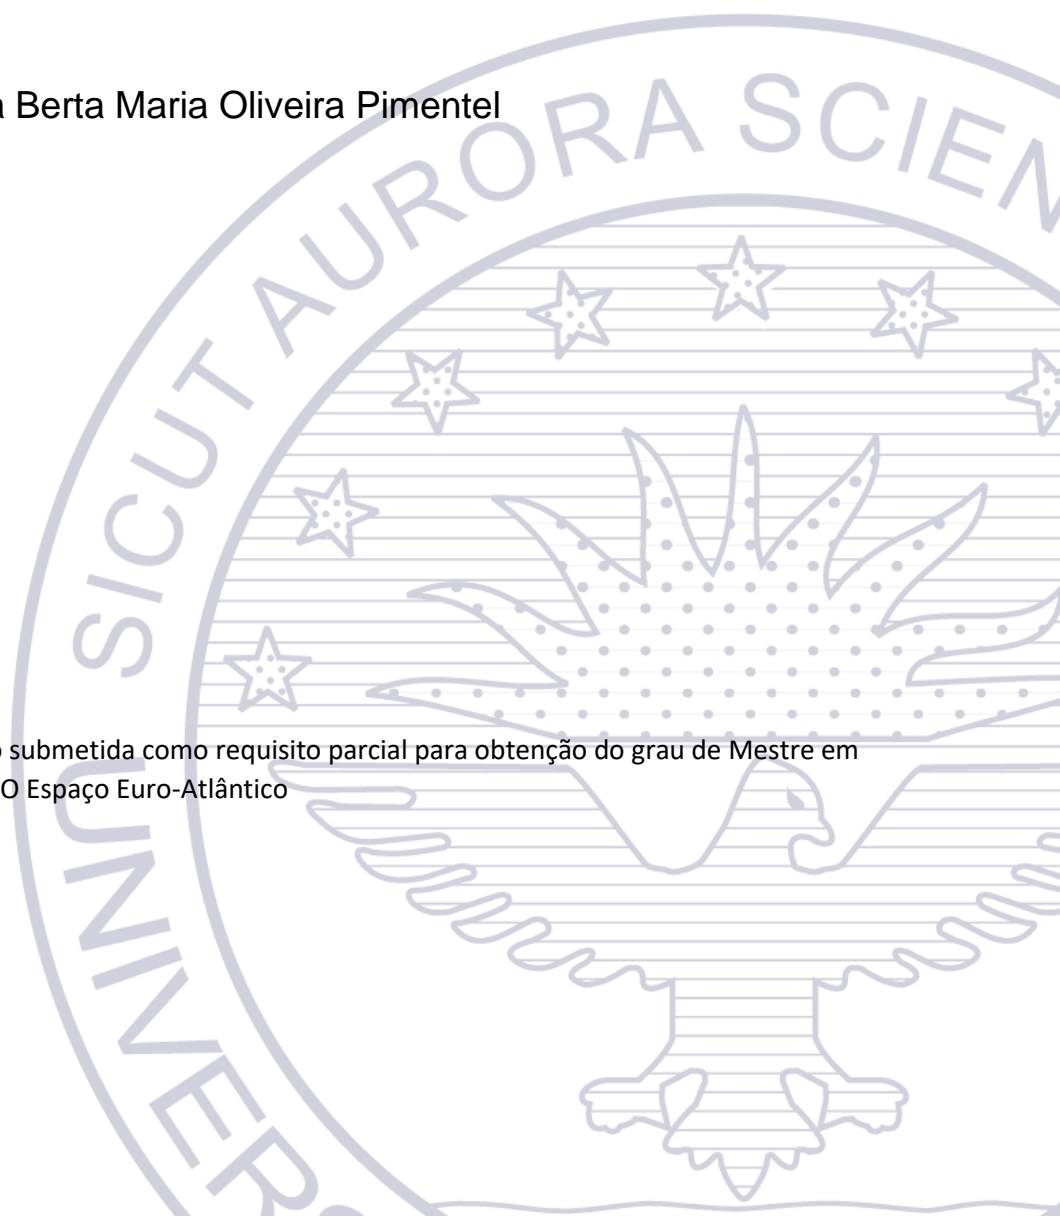 a Berta Maria Oliveira Pimentel
SICUT AURORA SCIEN
o submetida como requisito parcial para obtenção do grau de Mestre em
O Espaço Euro-Atlântico
UNIVERS